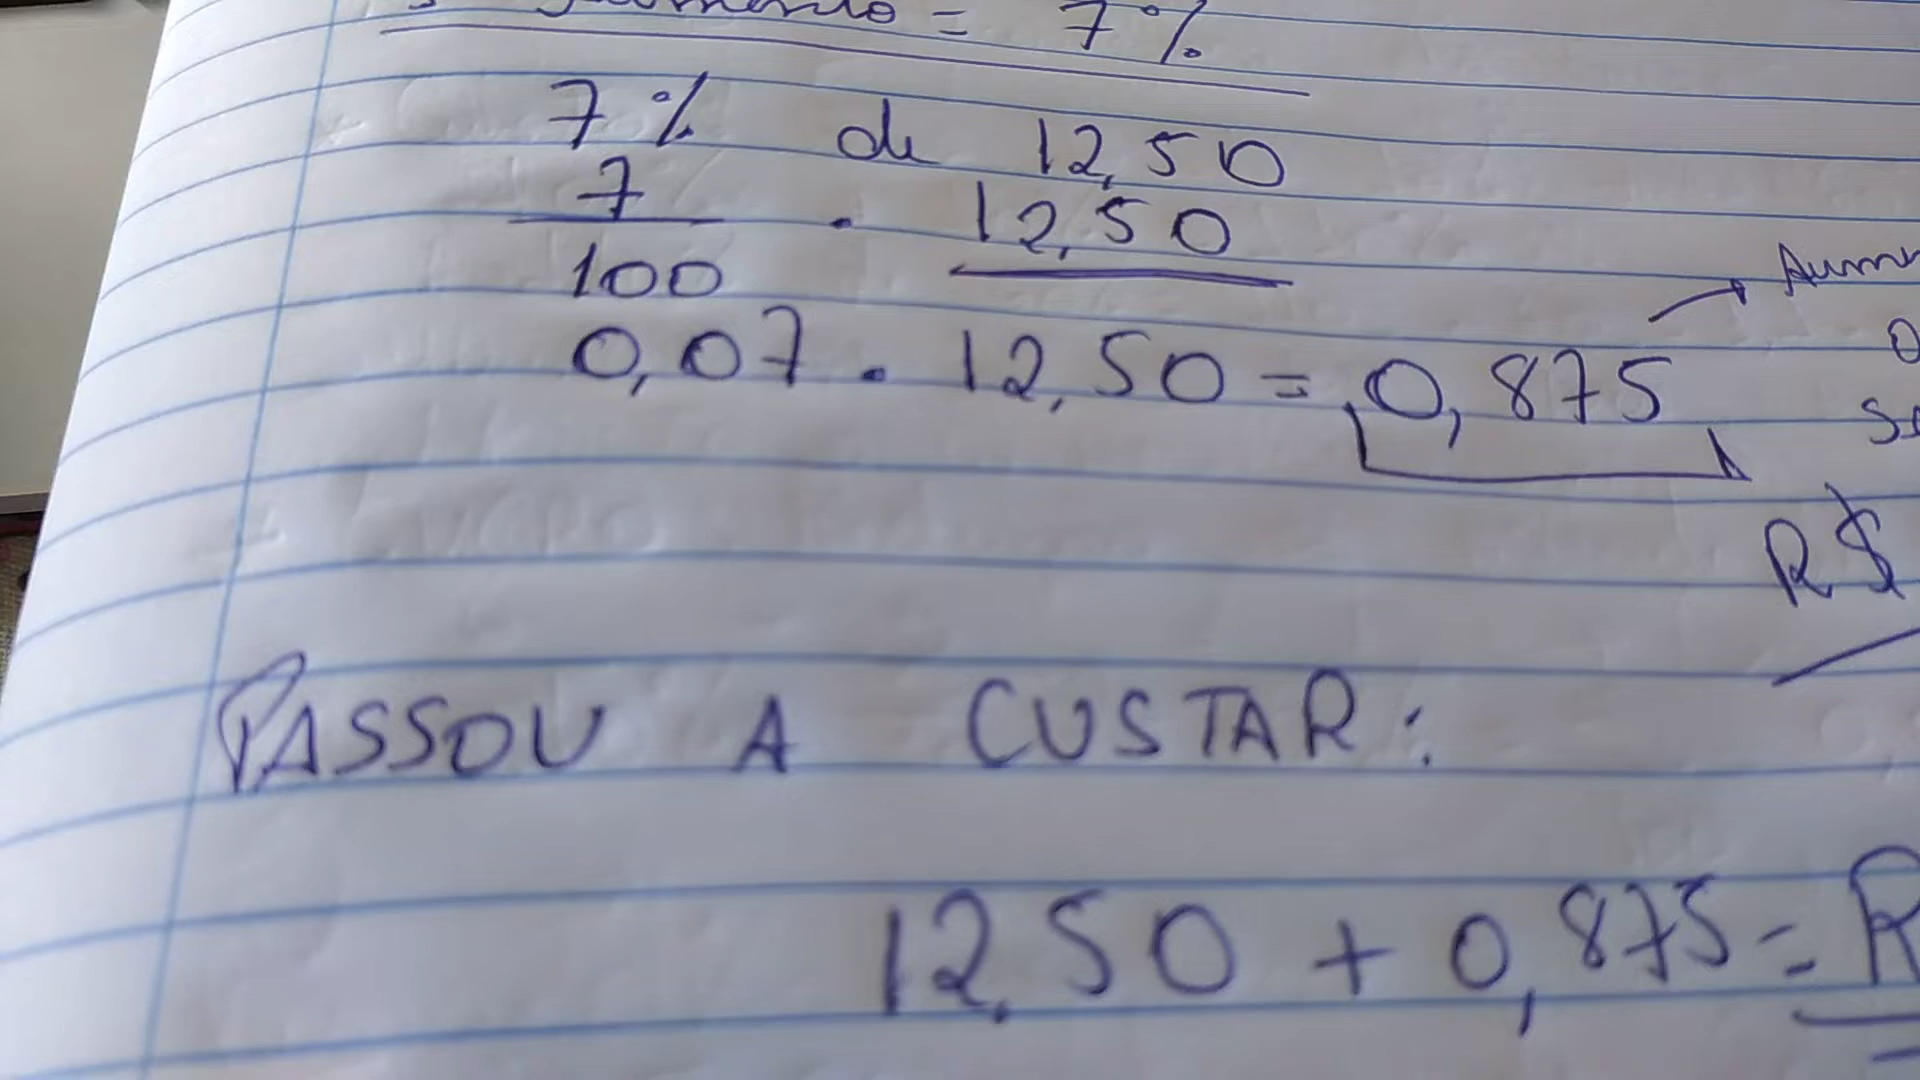 = 7%
7% de 12,50
7/100 . 12,50
0,07 . 12,50 = 0,875
R$
PASSOU A CUSTAR:
12,50 + 0,875 = R